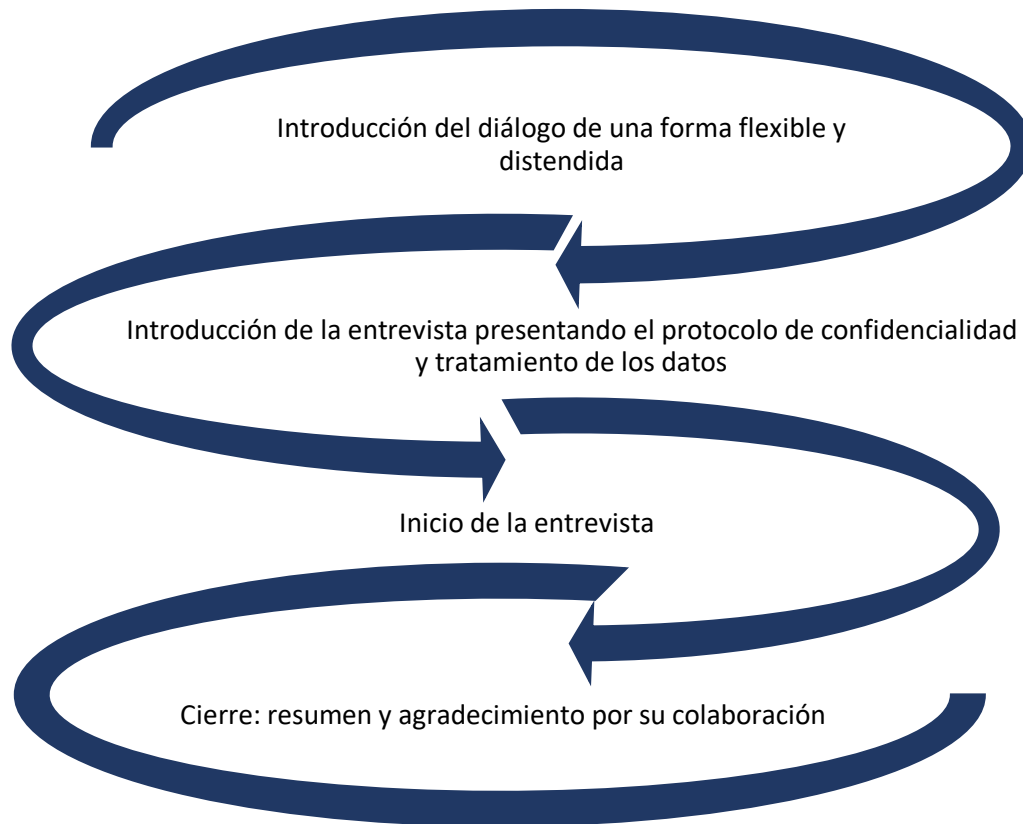 Introducción del diálogo de una forma flexible y
distendida
Introducción de la entrevista presentando el protocolo de confidencialidad
y tratamiento de los datos
Inicio de la entrevista
Cierre: resumen y agradecimiento por su colaboración